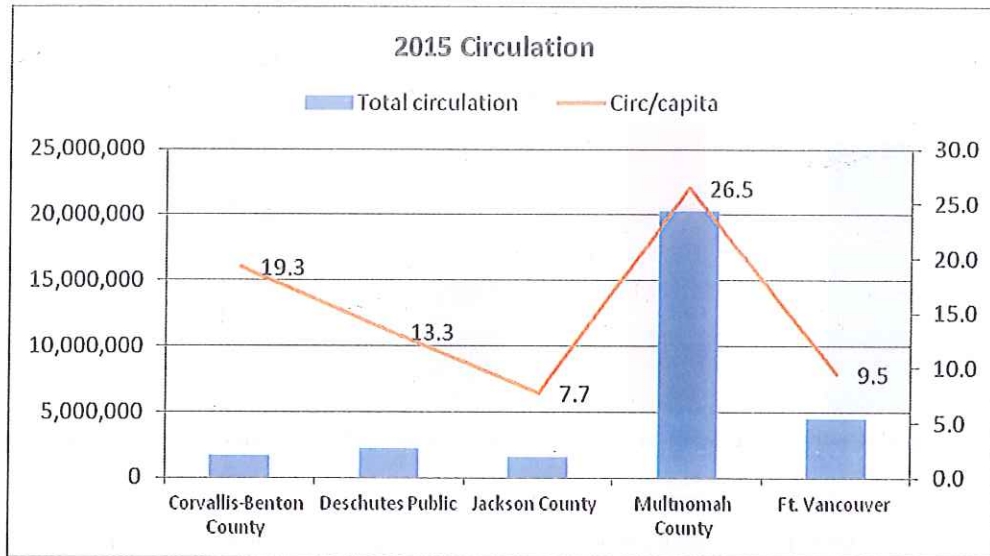 2015 Circulation
Total circulation
Circ/capita
25,000,000
20,000,000
15,000,000
10,000,000
5,000,000
0
30.0
25.0
20.0
15.0
10.0
5.0
0.0
19.3
13.3
7.7
26.5
9.5
Corvallis-Benton
County
Deschutes Public
Jackson County
Multnomah
County
Ft. Vancouver